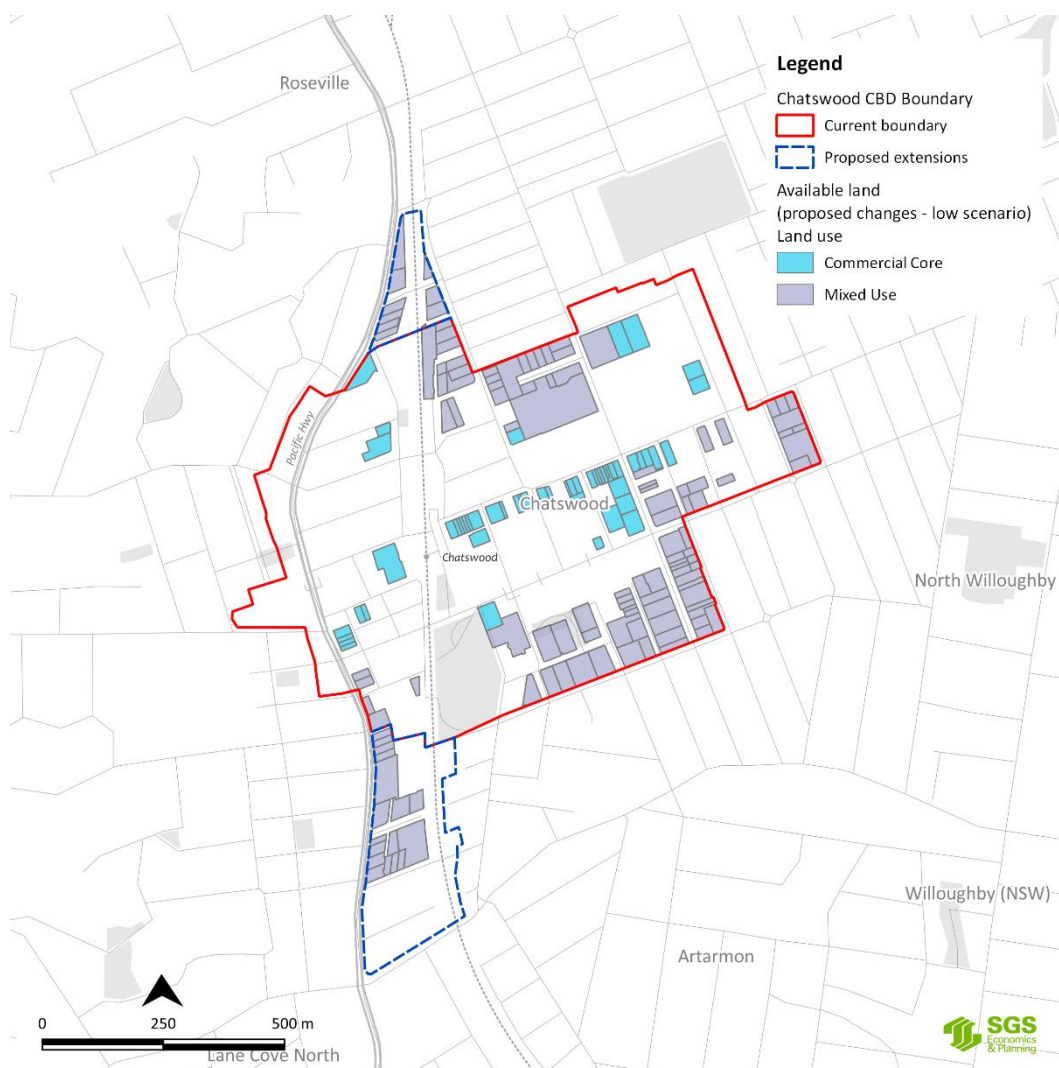 Roseville
Legend
Chatswood CBD Boundary
Current boundary
Proposed extensions
Available land
(proposed changes - low scenario)
Land use
Commercial Core
Mixed Use
Pacific Hwy
Chatswood
Chatswood
North Willoughby
Willoughby (NSW)
Artarmon
0 250 500 m
Lane Cove North
SGS
Economics
& Planning